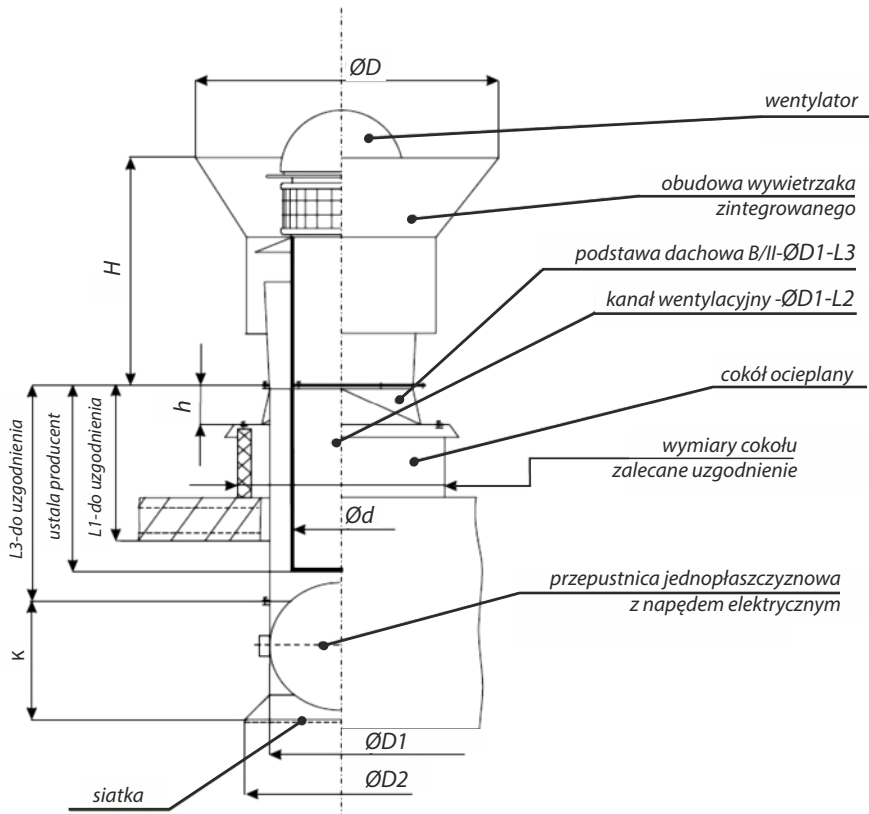 ØD
wentylator
obudowa wywietrzaka
zintegrowanego
podstawa dachowa B/II-ØD1-L3
kanał wentylacyjny -ØD1-L2
cokół ocieplany
wymiary cokołu
zalecane uzgodnienie
H
h
L3-do uzgodnienia
ustala producent
L1-do uzgodnienia
Ød
przepustnica jednopłaszczyznowa
z napędem elektrycznym
K
ØD1
ØD2
siatka